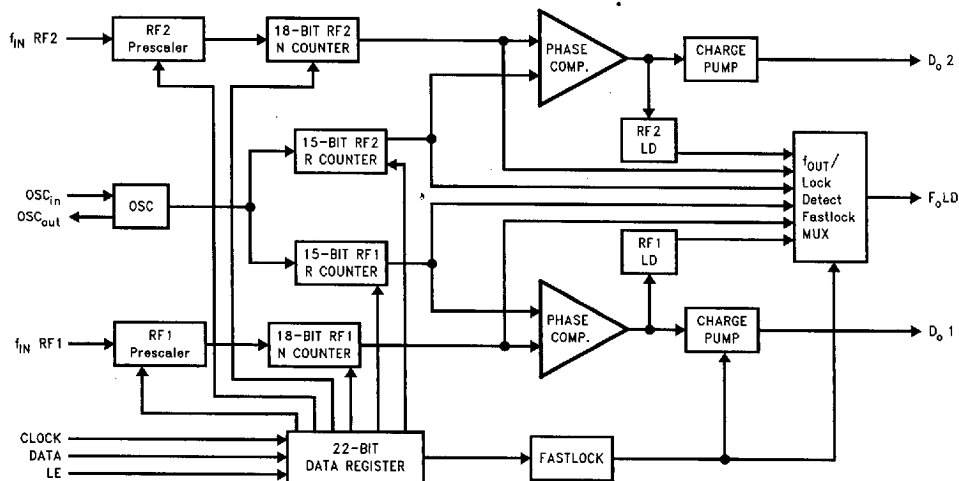 f_IN RF2
RF2
Prescaler
18-BIT RF2
N COUNTER
PHASE
COMP.
CHARGE
PUMP
D_o 2
RF2
LD
15-BIT RF2
R COUNTER
OSC_in
OSC_out
OSC
f_OUT/
Lock
Detect
Fastlock
MUX
F_oLD
15-BIT RF1
R COUNTER
RF1
LD
f_IN RF1
RF1
Prescaler
18-BIT RF1
N COUNTER
PHASE
COMP.
CHARGE
PUMP
D_o 1
CLOCK
DATA
LE
22-BIT
DATA REGISTER
FASTLOCK